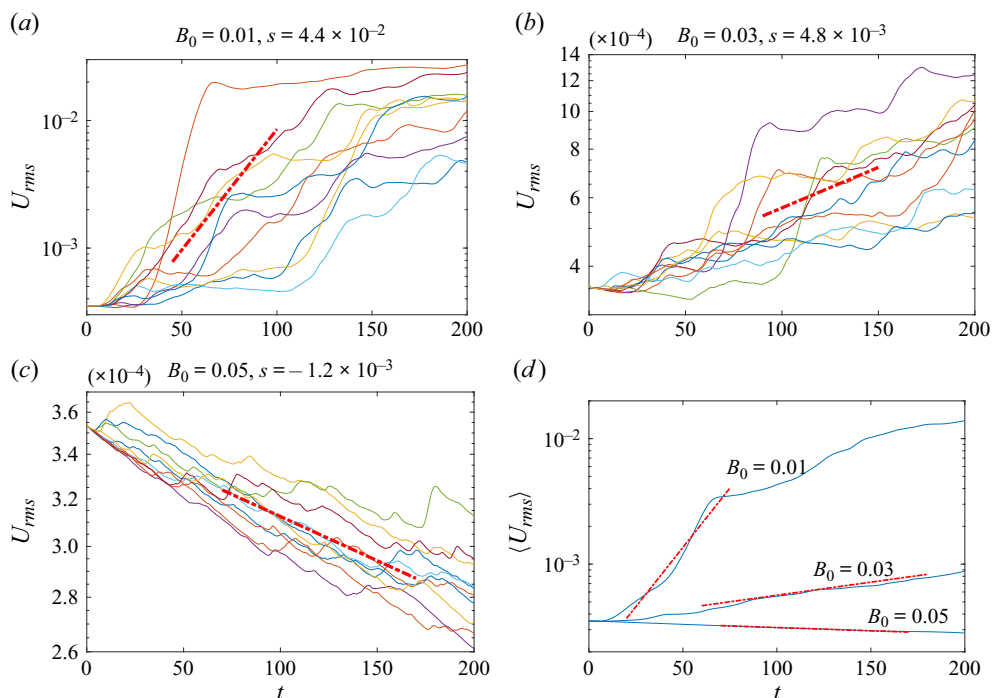 (a)
B₀ = 0.01, s = 4.4 × 10⁻²
10⁻²
10⁻³
U_rms
0 50 100 150 200
(b)
(×10⁻⁴) B₀ = 0.03, s = 4.8 × 10⁻³
14
12
10
8
6
4
U_rms
0 50 100 150 200
(c)
(×10⁻⁴) B₀ = 0.05, s = − 1.2 × 10⁻³
3.6
3.4
3.2
3.0
2.8
2.6
U_rms
0 50 100 150 200
t
(d)
10⁻²
10⁻³
⟨U_rms⟩
B₀ = 0.01
B₀ = 0.03
B₀ = 0.05
0 50 100 150 200
t